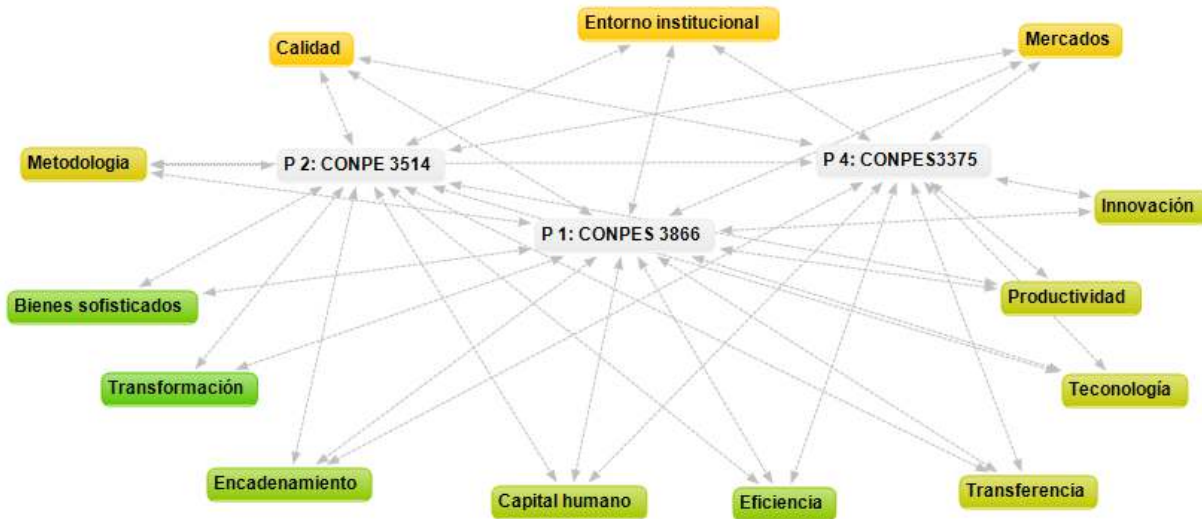 Entorno institucional
Calidad
Mercados
Metodologia
P 2: CONPE 3514
P 4: CONPES3375
Innovación
P 1: CONPES 3866
Bienes sofisticados
Productividad
Transformación
Teconología
Encadenamiento
Capital humano
Eficiencia
Transferencia